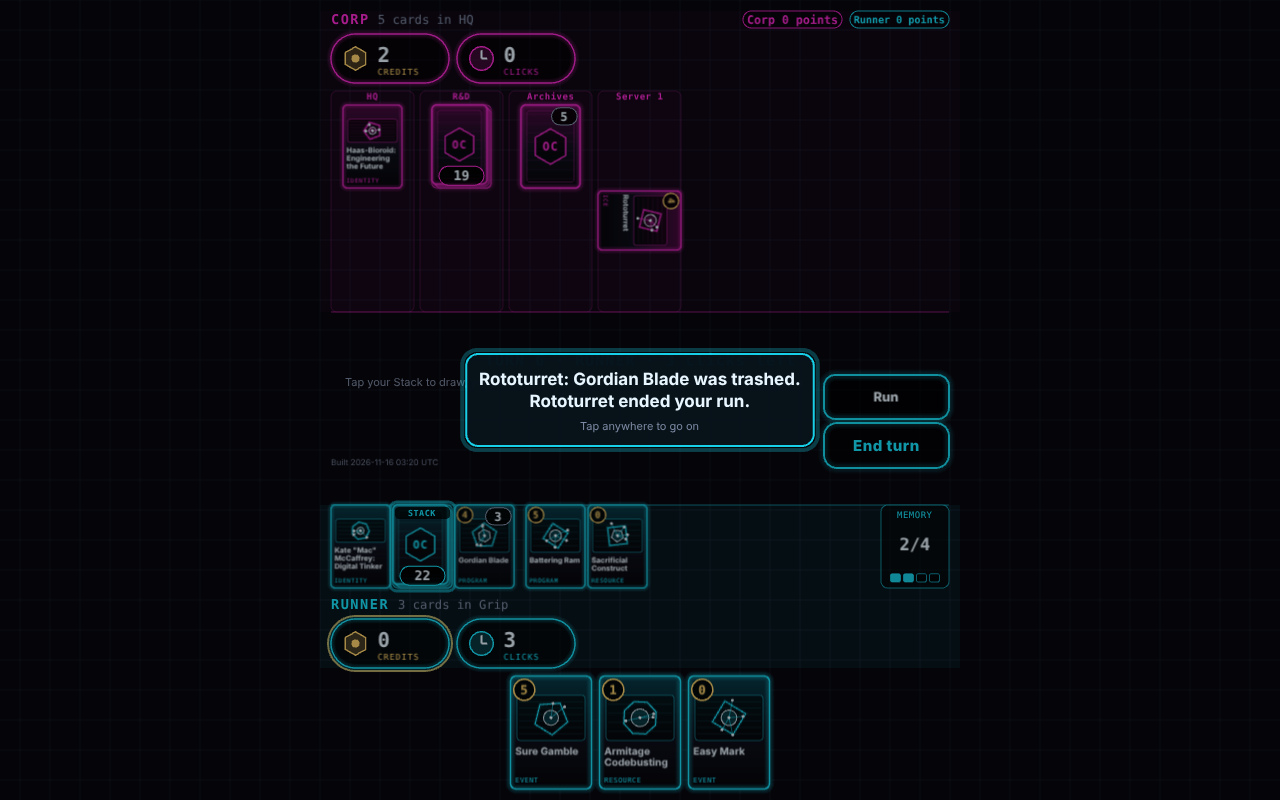 CORP 5 cards in HQ
Corp 0 points
Runner 0 points
2
CREDITS
0
CLICKS
HQ
R&D
Archives
Server 1
Haas-Bioroid:
Engineering
the Future
IDENTITY
OC
19
5
OC
ICE
Rototurret
4
Tap your Stack to draw
Rototurret: Gordian Blade was trashed.
Rototurret ended your run.
Tap anywhere to go on
Run
End turn
Built 2026-11-16 03:20 UTC
Kate "Mac"
McCaffrey:
Digital Tinker
IDENTITY
STACK
OC
22
4
3
Gordian Blade
PROGRAM
5
Battering Ram
PROGRAM
0
Sacrificial
Construct
RESOURCE
MEMORY
2/4
RUNNER 3 cards in Grip
0
CREDITS
3
CLICKS
5
Sure Gamble
EVENT
1
Armitage
Codebusting
RESOURCE
0
Easy Mark
EVENT